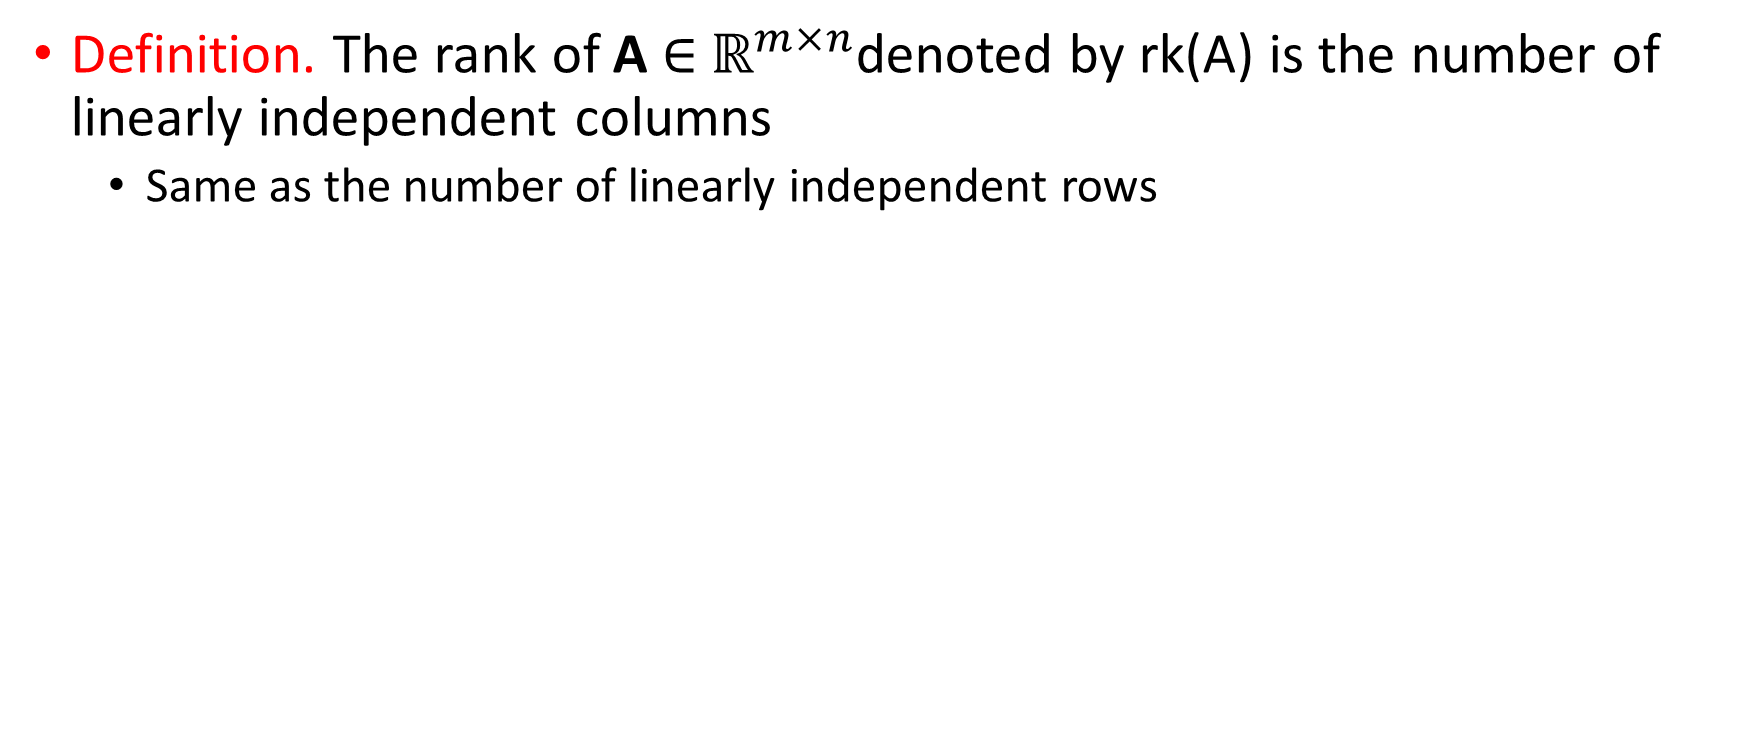 • Definition. The rank of A ∈ ℝ^{m×n} denoted by rk(A) is the number of
linearly independent columns
• Same as the number of linearly independent rows